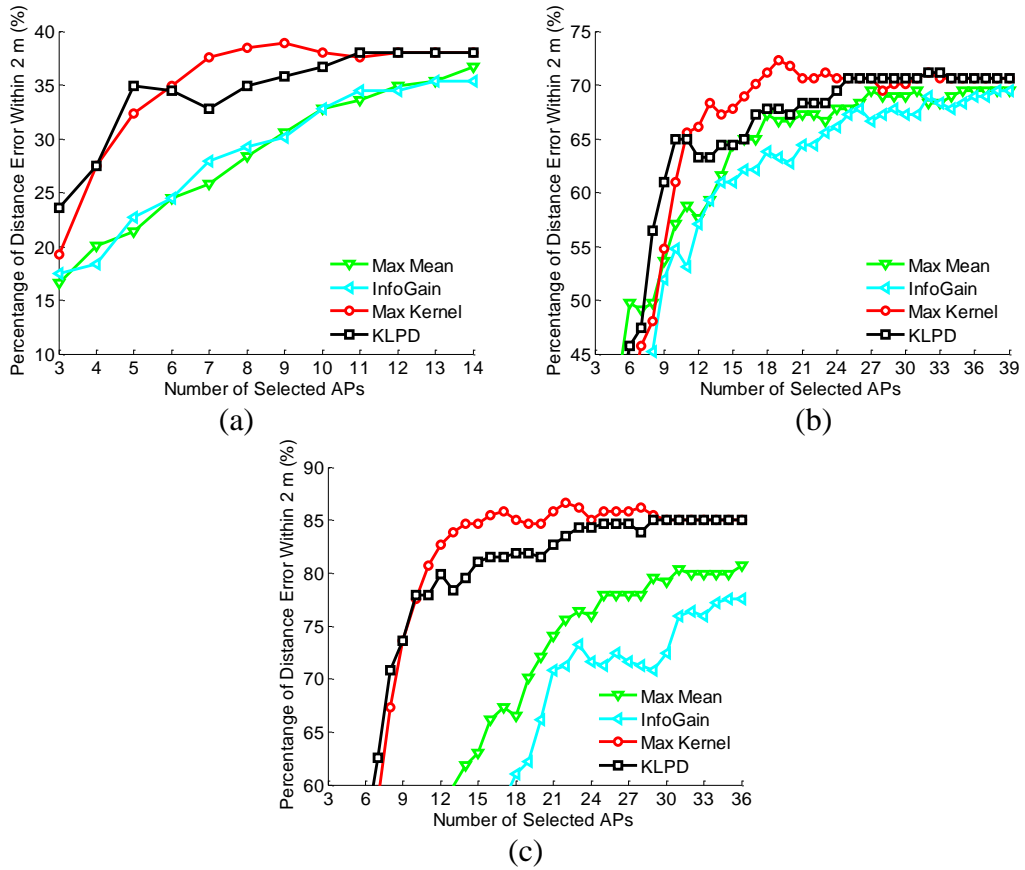 Percentange of Distance Error Within 2 m (%)
40
35
30
25
20
15
10
3 4 5 6 7 8 9 10 11 12 13 14
Number of Selected APs
Max Mean
InfoGain
Max Kernel
KLPD
(a)
Percentange of Distance Error Within 2 m (%)
75
70
65
60
55
50
45
3 6 9 12 15 18 21 24 27 30 33 36 39
Number of Selected APs
Max Mean
InfoGain
Max Kernel
KLPD
(b)
Percentange of Distance Error Within 2 m (%)
90
85
80
75
70
65
60
3 6 9 12 15 18 21 24 27 30 33 36
Number of Selected APs
Max Mean
InfoGain
Max Kernel
KLPD
(c)